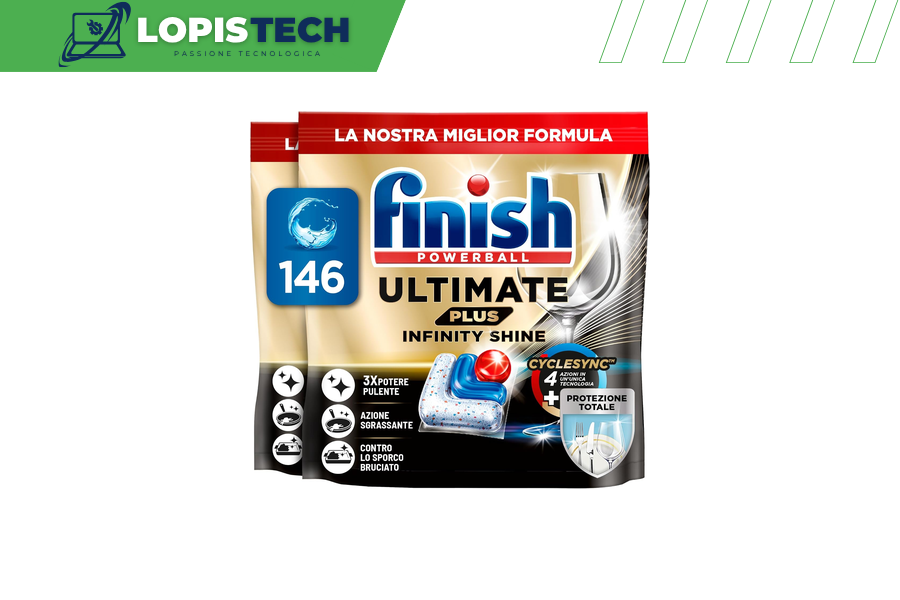 LOPISTECH
PASSIONE TECNOLOGICA
LA NOSTRA MIGLIOR FORMULA
finish
POWERBALL
146
ULTIMATE
PLUS
INFINITY SHINE
CYCLESYNC™
4 AZIONI IN
UN'UNICA
TECNOLOGIA
+
PROTEZIONE
TOTALE
3X POTERE
PULENTE
AZIONE
SGRASSANTE
CONTRO
LO SPORCO
BRUCIATO